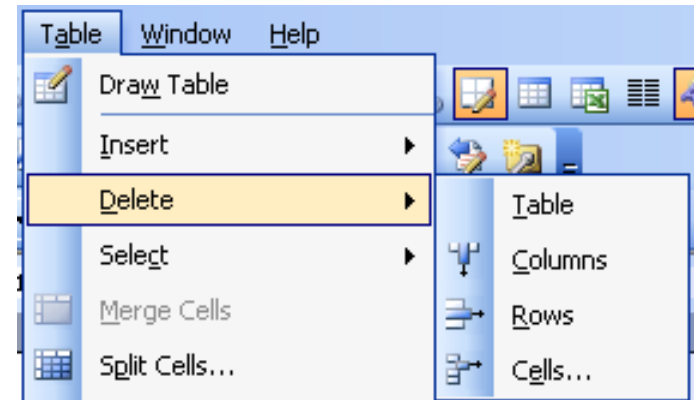 Table Window Help
Draw Table
Insert
Delete
Select
Merge Cells
Split Cells...
Table
Columns
Rows
Cells...